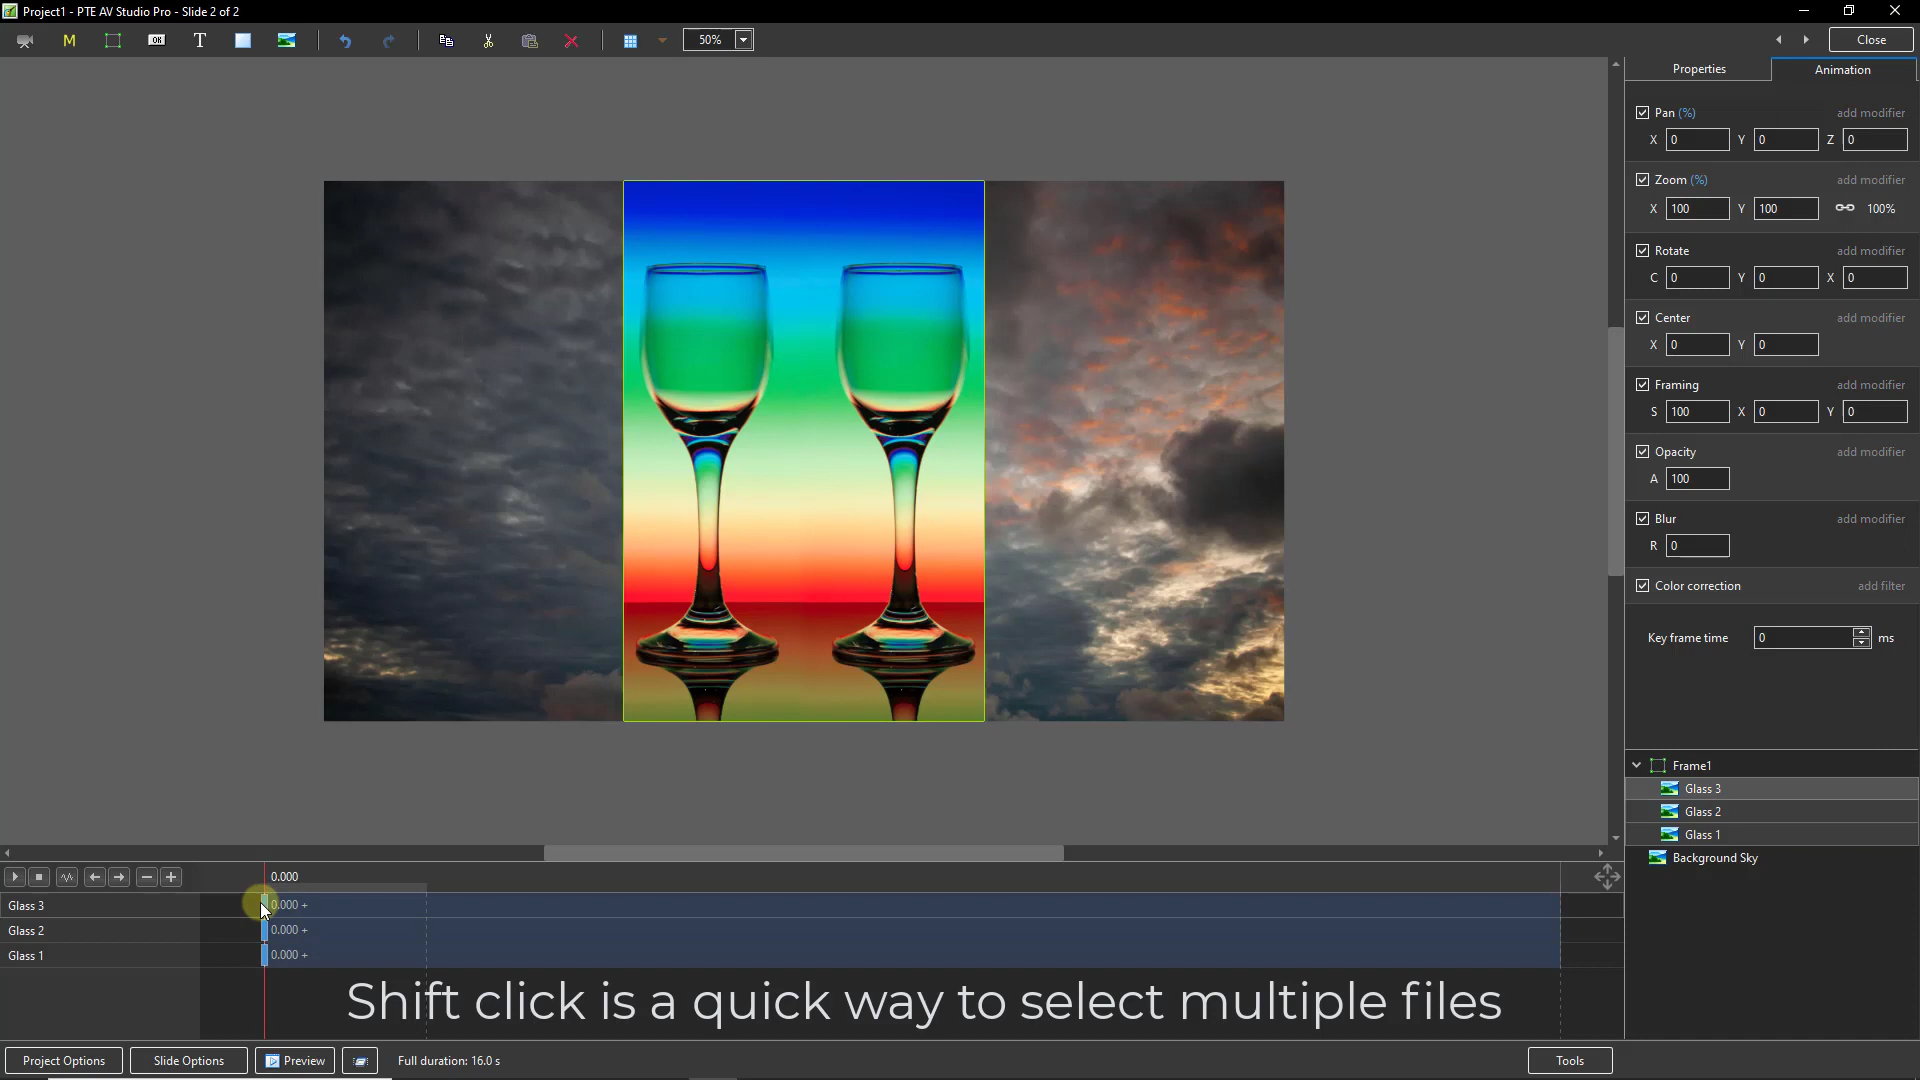 Project1 - PTE AV Studio Pro - Slide 2 of 2
M OK T 50% Close
Properties Animation
Pan (%) add modifier
X 0 Y 0 Z 0
Zoom (%) add modifier
X 100 Y 100 100%
Rotate add modifier
C 0 Y 0 X 0
Center add modifier
X 0 Y 0
Framing add modifier
S 100 X 0 Y 0
Opacity add modifier
A 100
Blur add modifier
R 0
Color correction add filter
Key frame time 0 ms
Frame1
Glass 3
Glass 2
Glass 1
Background Sky
0.000
Glass 3 0.000 +
Glass 2 0.000 +
Glass 1 0.000 +
Shift click is a quick way to select multiple files
Project Options Slide Options Preview Full duration: 16.0 s Tools